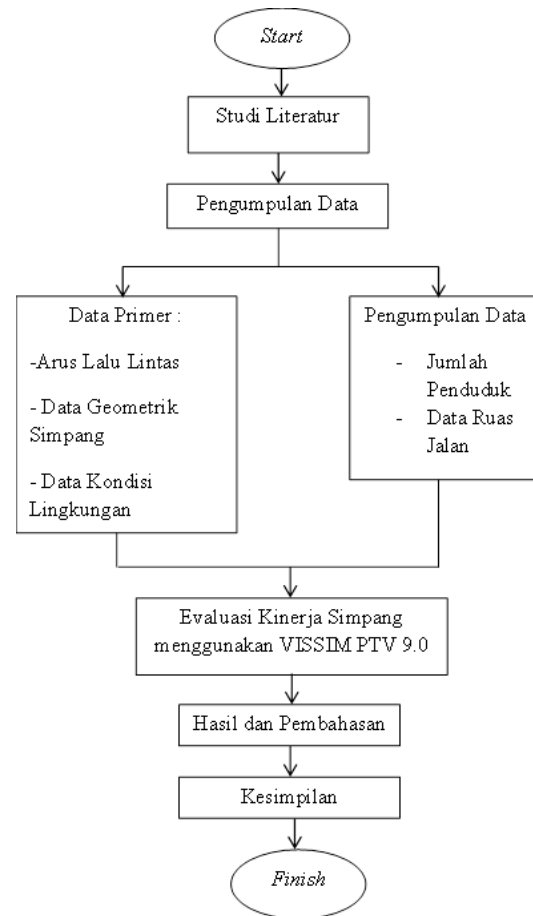 Start
Studi Literatur
Pengumpulan Data
Data Primer :
-Arus Lalu Lintas
- Data Geometrik
Simpang
- Data Kondisi
Lingkungan
Pengumpulan Data
- Jumlah
Penduduk
- Data Ruas
Jalan
Evaluasi Kinerja Simpang
menggunakan VISSIM PTV 9.0
Hasil dan Pembahasan
Kesimpilan
Finish